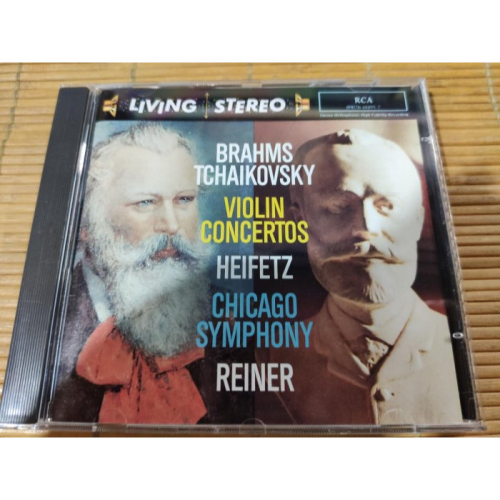 LIVING STEREO
RCA
BRAHMS
TCHAIKOVSKY
VIOLIN
CONCERTOS
HEIFETZ
CHICAGO
SYMPHONY
REINER